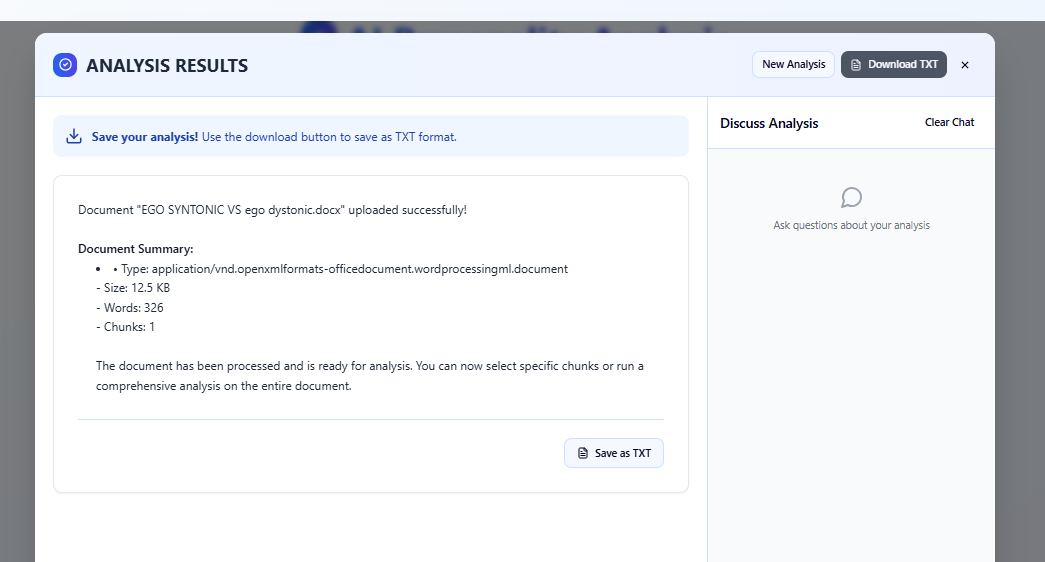 ANALYSIS RESULTS
New Analysis
Download TXT
×
Save your analysis! Use the download button to save as TXT format.
Document "EGO SYNTONIC VS ego dystonic.docx" uploaded successfully!
Document Summary:
• • Type: application/vnd.openxmlformats-officedocument.wordprocessingml.document
- Size: 12.5 KB
- Words: 326
- Chunks: 1
The document has been processed and is ready for analysis. You can now select specific chunks or run a
comprehensive analysis on the entire document.
Save as TXT
Discuss Analysis
Clear Chat
Ask questions about your analysis